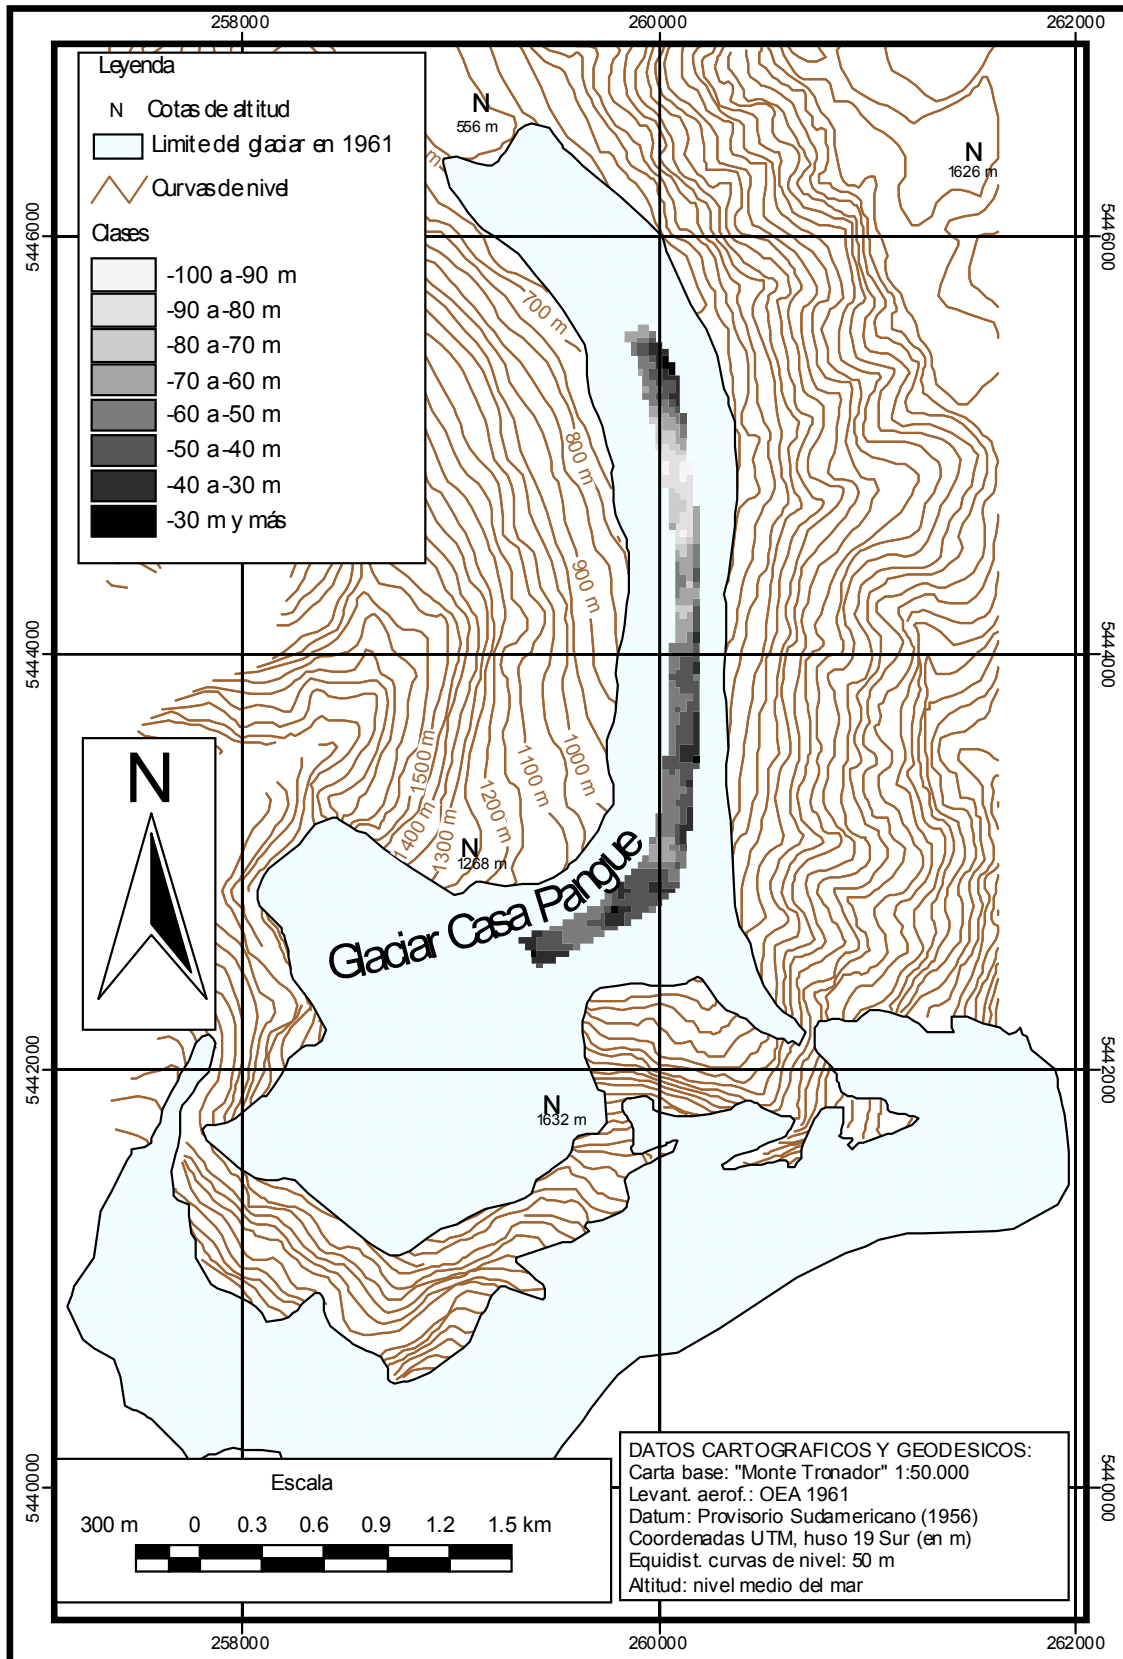 258000
260000
262000
Leyenda
N Cotas de altitud
Limite del glaciar en 1961
Curvas de nivel
Clases
-100 a -90 m
-90 a -80 m
-80 a -70 m
-70 a -60 m
-60 a -50 m
-50 a -40 m
-40 a -30 m
-30 m y más
N
556 m
N
1626 m
m
5446000
5446000
700 m
800 m
900 m
5444000
5444000
1000 m
1100 m
1200 m
1500 m
1400 m
1300 m
N
1268 m
N
Glaciar Casa Pangue
5442000
5442000
N
1632 m
5440000
5440000
Escala
300 m 0 0.3 0.6 0.9 1.2 1.5 km
DATOS CARTOGRAFICOS Y GEODESICOS:
Carta base: "Monte Tronador" 1:50.000
Levant. aerof.: OEA 1961
Datum: Provisorio Sudamericano (1956)
Coordenadas UTM, huso 19 Sur (en m)
Equidist. curvas de nivel: 50 m
Altitud: nivel medio del mar
258000
260000
262000